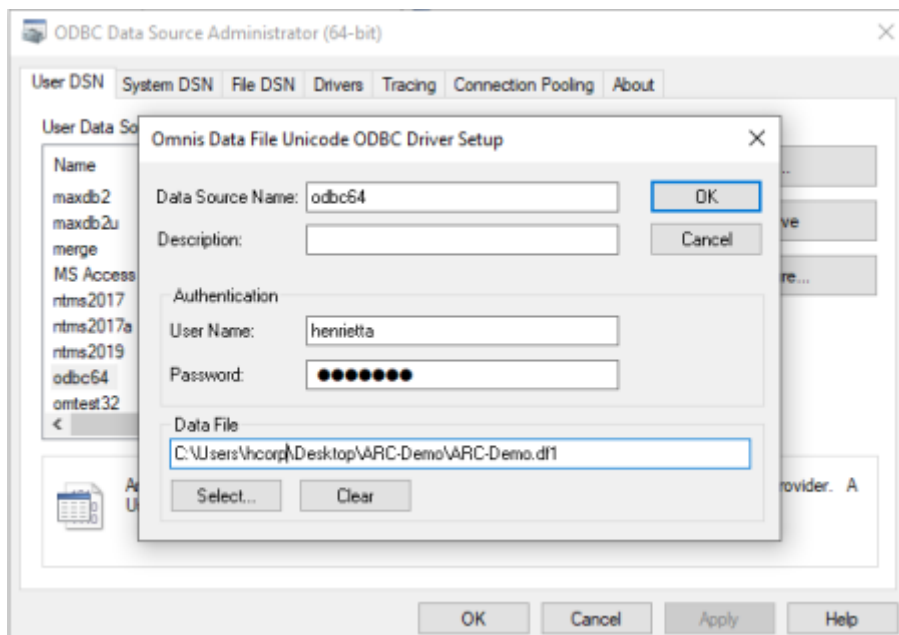 ODBC Data Source Administrator (64-bit)
User DSN System DSN File DSN Drivers Tracing Connection Pooling About
User Data So
Omnis Data File Unicode ODBC Driver Setup
Name
maxdb2
maxdb2u
merge
MS Access
ntms2017
ntms2017a
ntms2019
odbc64
omtest32
Data Source Name: odbc64
OK
Description:
Cancel
Authentication
User Name: henrietta
Password: ●●●●●●●
Data File
C:\Users\hcorp\Desktop\ARC-Demo\ARC-Demo.df1
Select... Clear
...
ve
re...
rovider. A
OK Cancel Apply Help